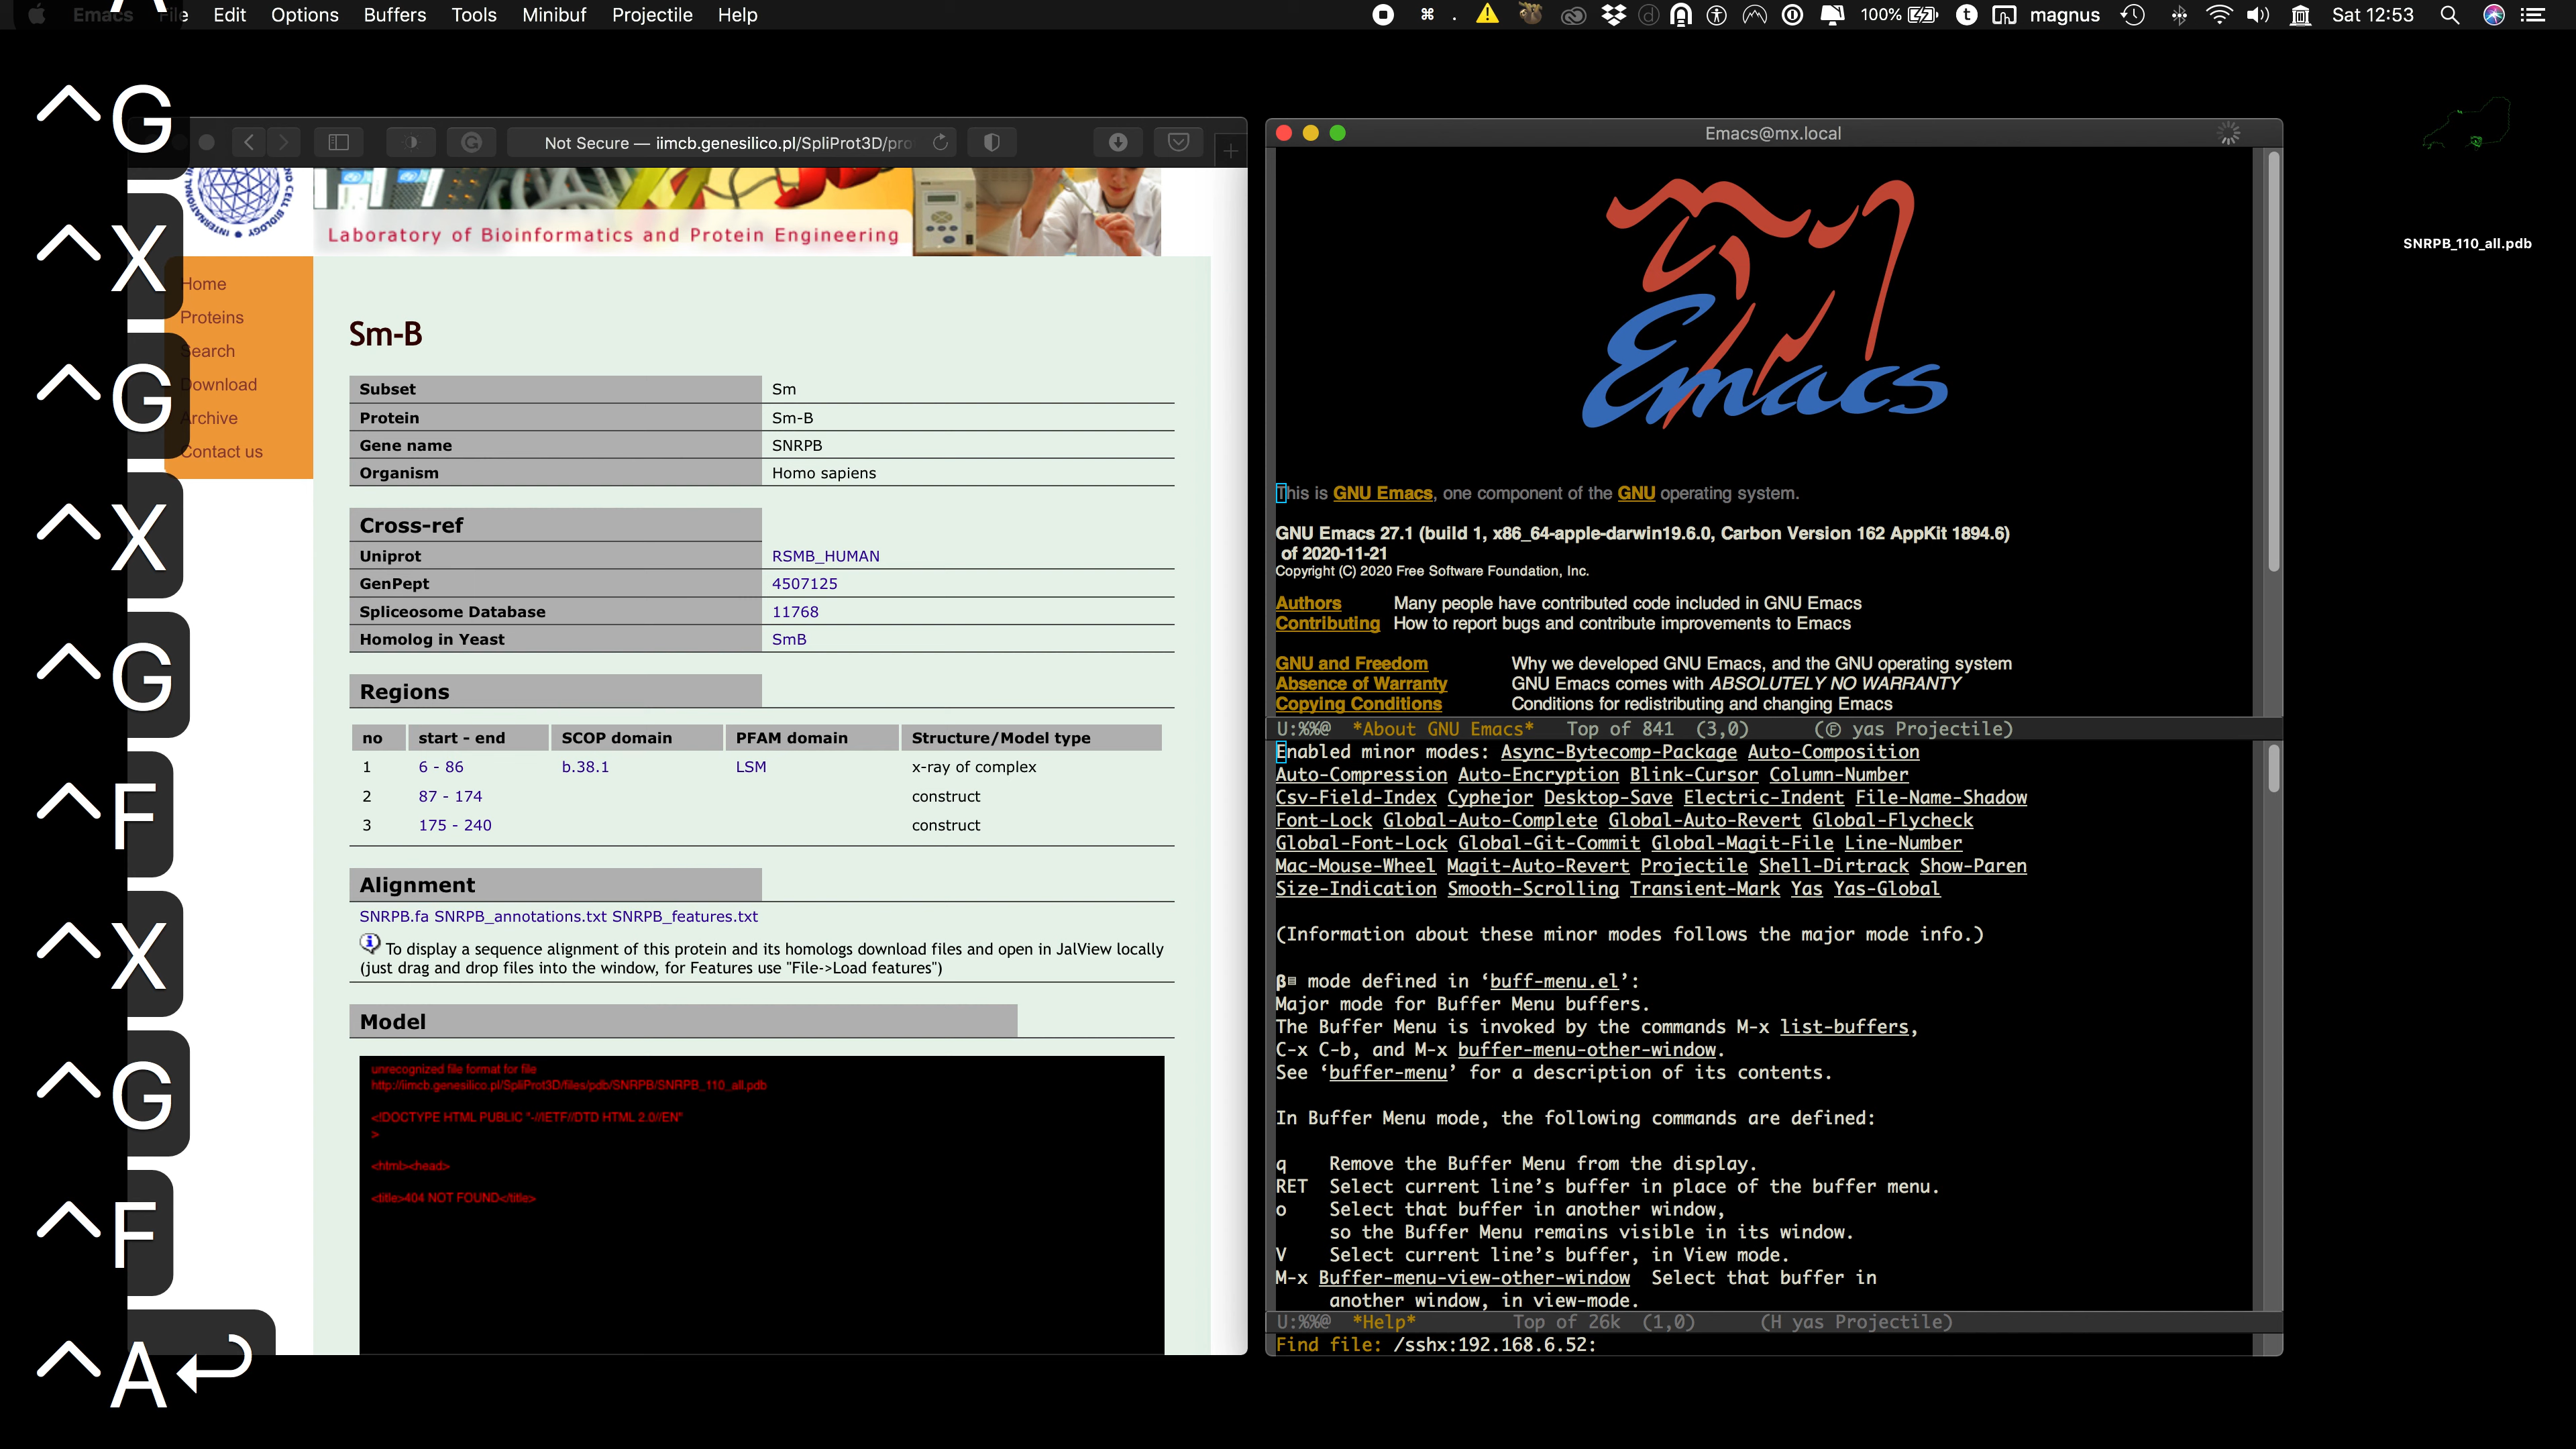 Emacs File Edit Options Buffers Tools Minibuf Projectile Help
100% magnus Sat 12:53
^G
^X
^G
^X
^G
^F
^X
^G
^F
^A↩
Not Secure — iimcb.genesilico.pl/SpliProt3D/pro
Laboratory of Bioinformatics and Protein Engineering
Home
Proteins
Search
Download
Archive
Contact us
Sm-B
Subset Sm
Protein Sm-B
Gene name SNRPB
Organism Homo sapiens
Cross-ref
Uniprot RSMB_HUMAN
GenPept 4507125
Spliceosome Database 11768
Homolog in Yeast SmB
Regions
no start - end SCOP domain PFAM domain Structure/Model type
1 6 - 86 b.38.1 LSM x-ray of complex
2 87 - 174 construct
3 175 - 240 construct
Alignment
SNRPB.fa SNRPB_annotations.txt SNRPB_features.txt
To display a sequence alignment of this protein and its homologs download files and open in JalView locally
(just drag and drop files into the window, for Features use "File->Load features")
Model
unrecognized file format for file
http://iimcb.genesilico.pl/SpliProt3D/files/pdb/SNRPB/SNRPB_110_all.pdb
<!DOCTYPE HTML PUBLIC "-//IETF//DTD HTML 2.0//EN"
>
<html><head>
<title>404 NOT FOUND</title>
Emacs@mx.local
Emacs
This is GNU Emacs, one component of the GNU operating system.
GNU Emacs 27.1 (build 1, x86_64-apple-darwin19.6.0, Carbon Version 162 AppKit 1894.6)
of 2020-11-21
Copyright (C) 2020 Free Software Foundation, Inc.
Authors Many people have contributed code included in GNU Emacs
Contributing How to report bugs and contribute improvements to Emacs
GNU and Freedom Why we developed GNU Emacs, and the GNU operating system
Absence of Warranty GNU Emacs comes with ABSOLUTELY NO WARRANTY
Copying Conditions Conditions for redistributing and changing Emacs
U:%%@ *About GNU Emacs* Top of 841 (3,0) (Ⓕ yas Projectile)
Enabled minor modes: Async-Bytecomp-Package Auto-Composition
Auto-Compression Auto-Encryption Blink-Cursor Column-Number
Csv-Field-Index Cyphejor Desktop-Save Electric-Indent File-Name-Shadow
Font-Lock Global-Auto-Complete Global-Auto-Revert Global-Flycheck
Global-Font-Lock Global-Git-Commit Global-Magit-File Line-Number
Mac-Mouse-Wheel Magit-Auto-Revert Projectile Shell-Dirtrack Show-Paren
Size-Indication Smooth-Scrolling Transient-Mark Yas Yas-Global
(Information about these minor modes follows the major mode info.)
β≡ mode defined in ‘buff-menu.el’:
Major mode for Buffer Menu buffers.
The Buffer Menu is invoked by the commands M-x list-buffers,
C-x C-b, and M-x buffer-menu-other-window.
See ‘buffer-menu’ for a description of its contents.
In Buffer Menu mode, the following commands are defined:
q Remove the Buffer Menu from the display.
RET Select current line’s buffer in place of the buffer menu.
o Select that buffer in another window,
so the Buffer Menu remains visible in its window.
V Select current line’s buffer, in View mode.
M-x Buffer-menu-view-other-window Select that buffer in
another window, in view-mode.
U:%%@ *Help* Top of 26k (1,0) (H yas Projectile)
Find file: /sshx:192.168.6.52:
SNRPB_110_all.pdb